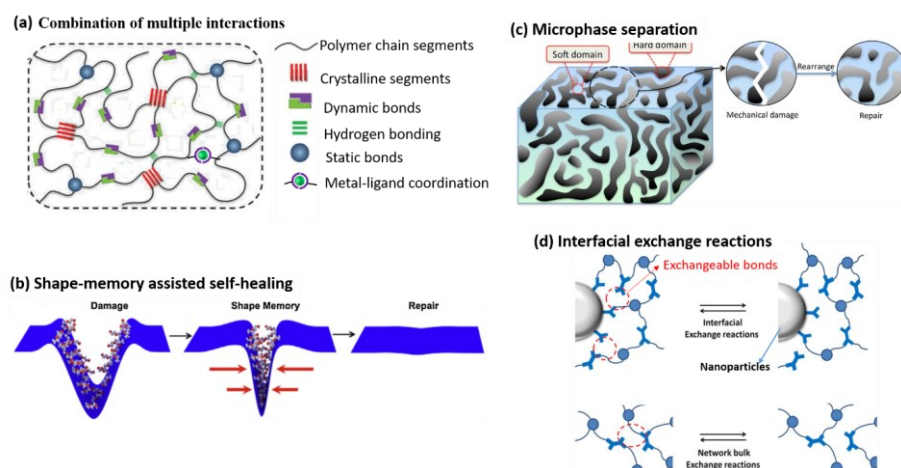 (a) Combination of multiple interactions
Polymer chain segments
Crystalline segments
Dynamic bonds
Hydrogen bonding
Static bonds
Metal-ligand coordination
(b) Shape-memory assisted self-healing
Damage
Shape Memory
Repair
(c) Microphase separation
Soft domain
Hard domain
Rearrange
Mechanical damage
Repair
(d) Interfacial exchange reactions
Exchangeable bonds
Interfacial
Exchange reactions
Nanoparticles
Network bulk
Exchange reactions